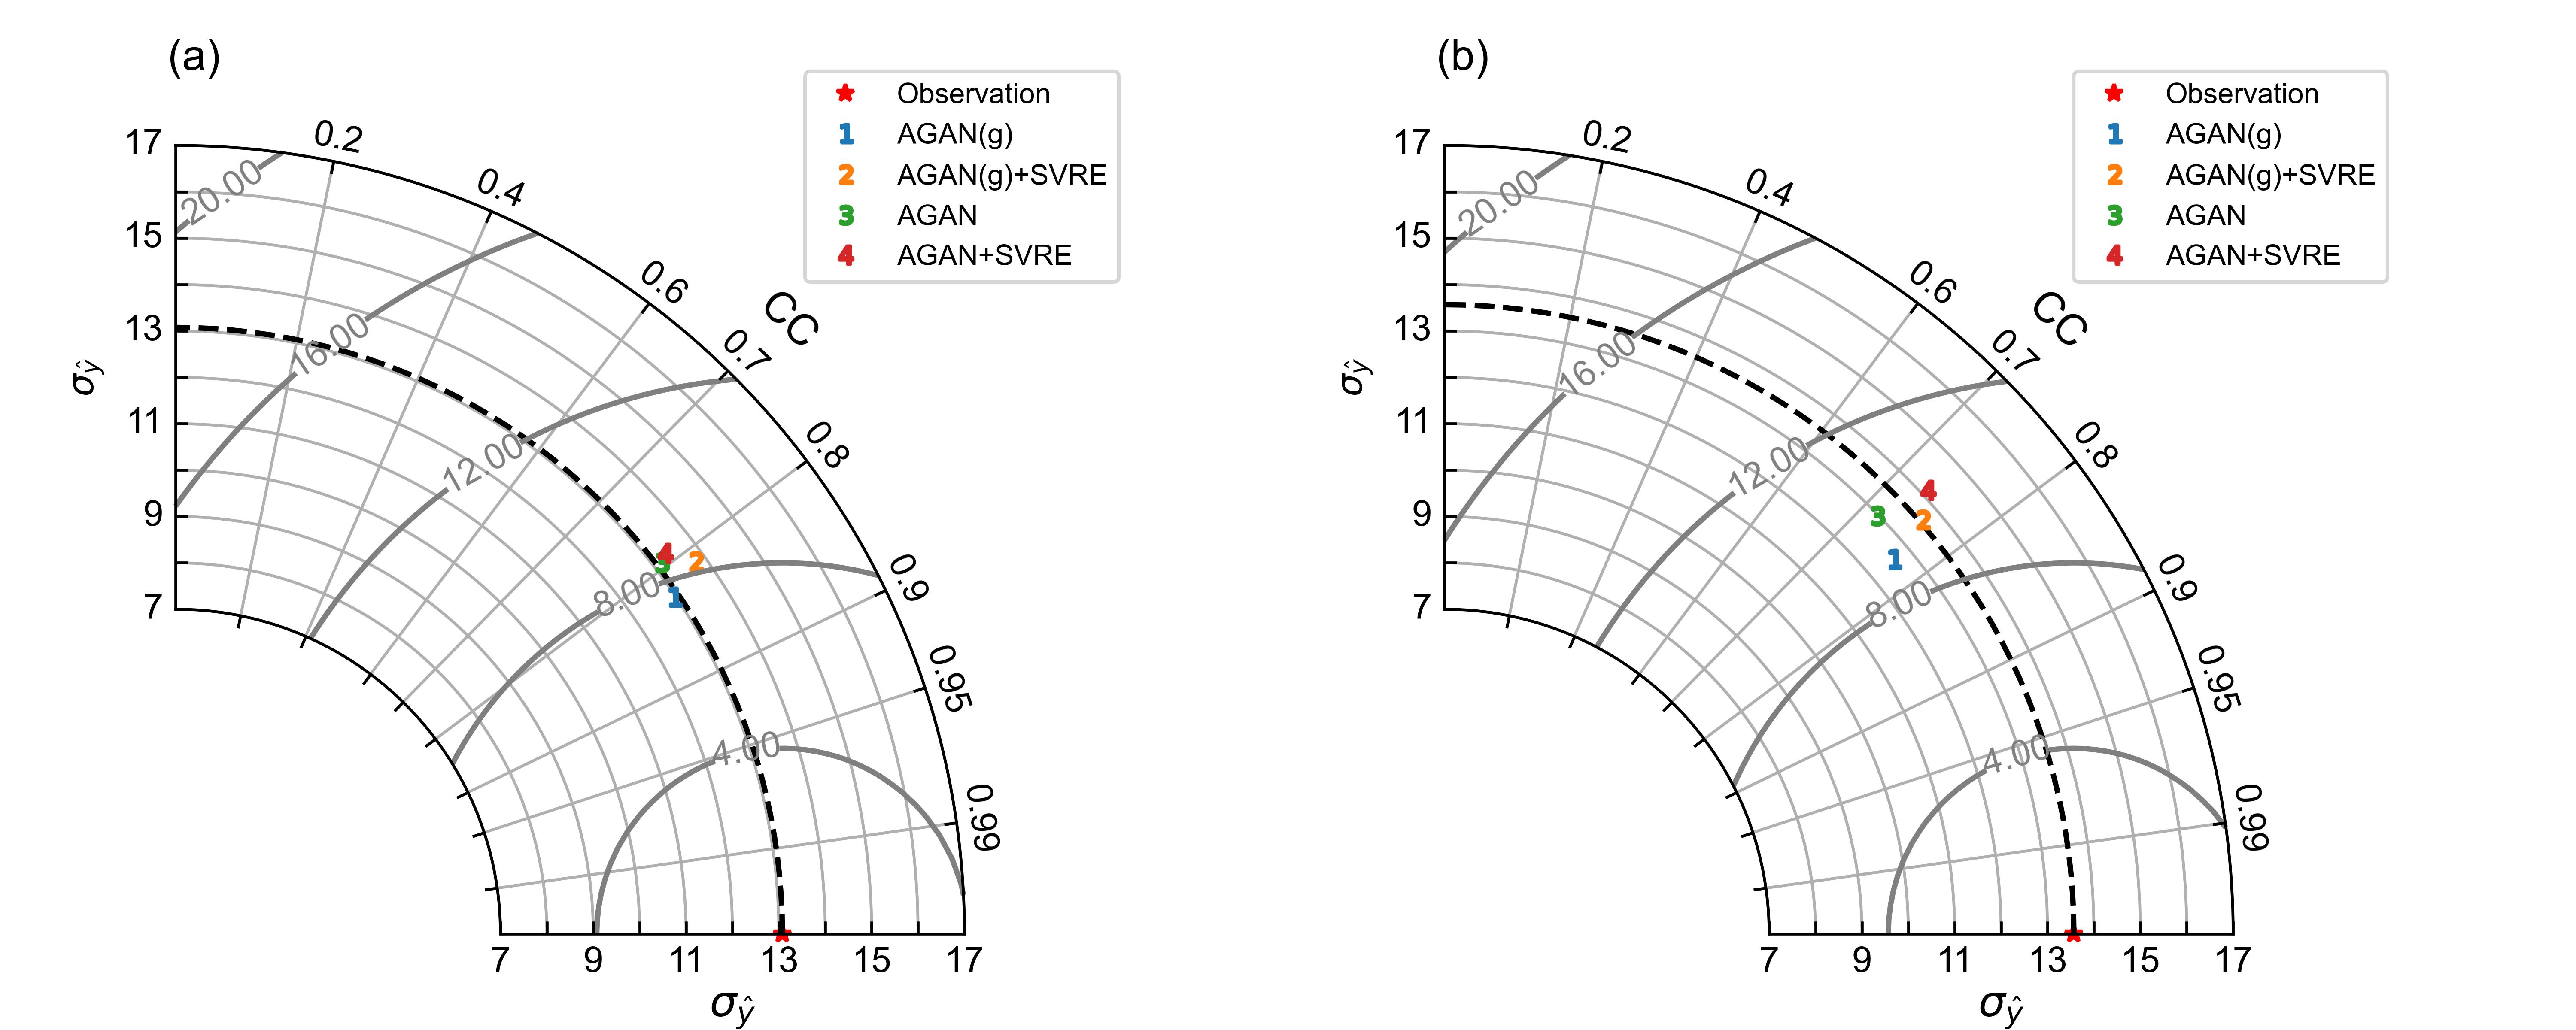 (a)
Observation
1 AGAN(g)
2 AGAN(g)+SVRE
3 AGAN
4 AGAN+SVRE
17
15
13
11
9
7
σŷ
0.2
0.4
0.6
0.7
0.8
0.9
0.95
0.99
CC
20.00
16.00
12.00
8.00
4.00
4
3
2
1
7 9 11 13 15 17
σŷ
(b)
Observation
1 AGAN(g)
2 AGAN(g)+SVRE
3 AGAN
4 AGAN+SVRE
17
15
13
11
9
7
σŷ
0.2
0.4
0.6
0.7
0.8
0.9
0.95
0.99
CC
20.00
16.00
12.00
8.00
4.00
4
3
2
1
7 9 11 13 15 17
σŷ